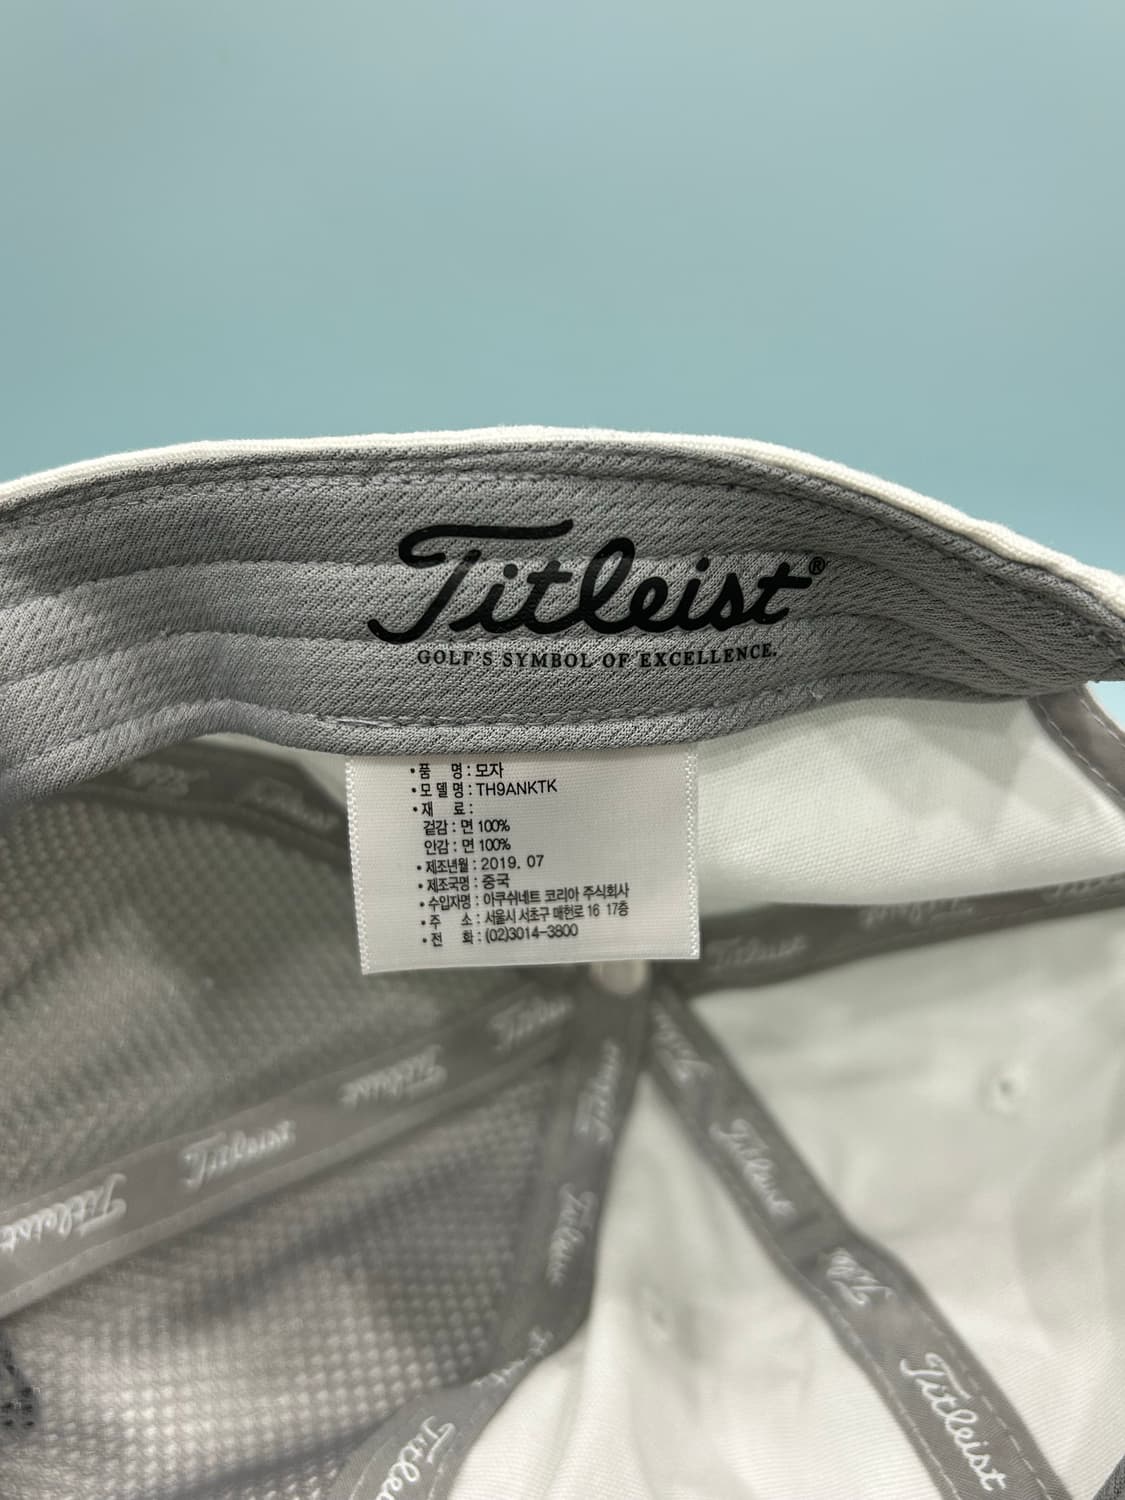 Titleist®
GOLF'S SYMBOL OF EXCELLENCE.
• 품 명 : 모자
• 모 델 명 : TH9ANKTK
• 재 료 :
겉감 : 면 100%
안감 : 면 100%
• 제조년월 : 2019. 07
• 제조국명 : 중국
• 수입자명 : 아쿠쉬네트 코리아 주식회사
• 주 소 : 서울시 서초구 매헌로 16 17층
• 전 화 : (02)3014-3800
Titleist
Titleist
Titleist
Titleist
Titleist
Titleist
Titleist